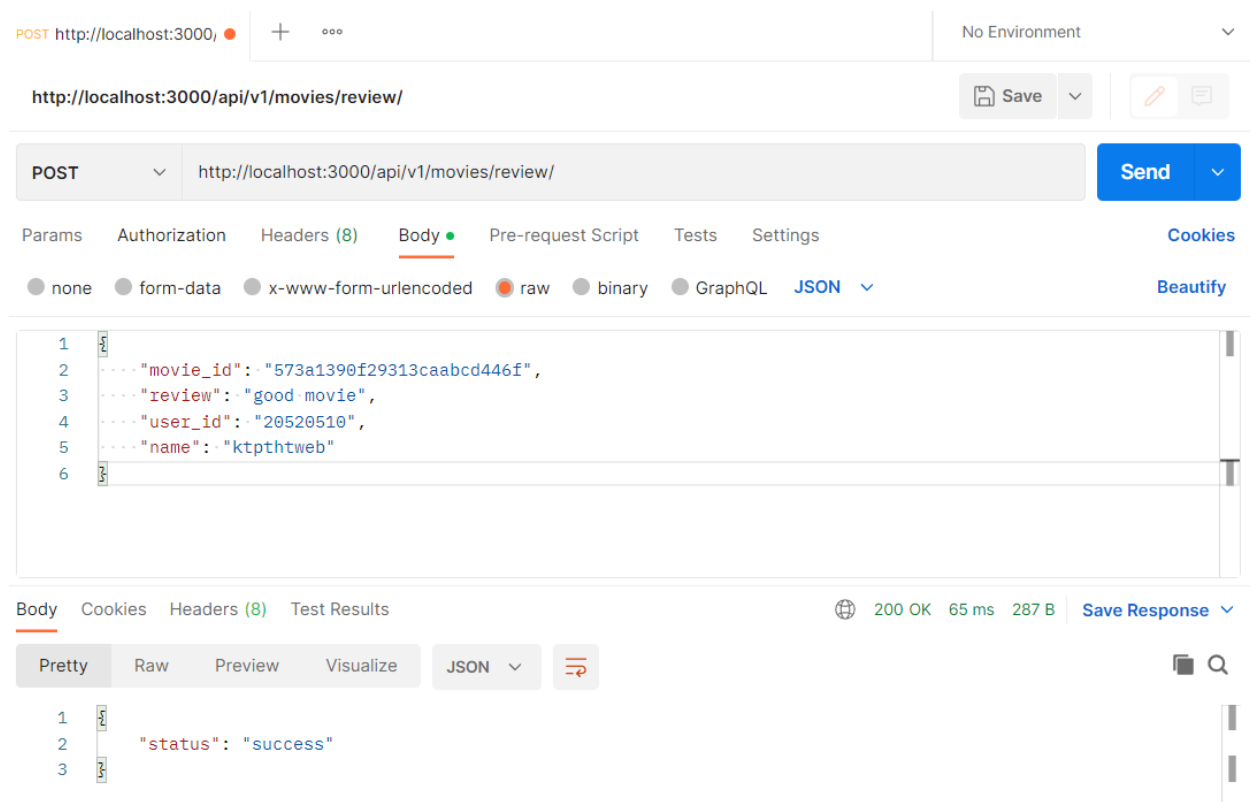 POST http://localhost:3000/ No Environment
http://localhost:3000/api/v1/movies/review/ Save
POST http://localhost:3000/api/v1/movies/review/ Send
Params Authorization Headers (8) Body Pre-request Script Tests Settings Cookies
none form-data x-www-form-urlencoded raw binary GraphQL JSON Beautify
1 {
2 "movie_id": "573a1390f29313caabcd446f",
3 "review": "good movie",
4 "user_id": "20520510",
5 "name": "ktpthtweb"
6 }
Body Cookies Headers (8) Test Results 200 OK 65 ms 287 B Save Response
Pretty Raw Preview Visualize JSON
1 {
2 "status": "success"
3 }